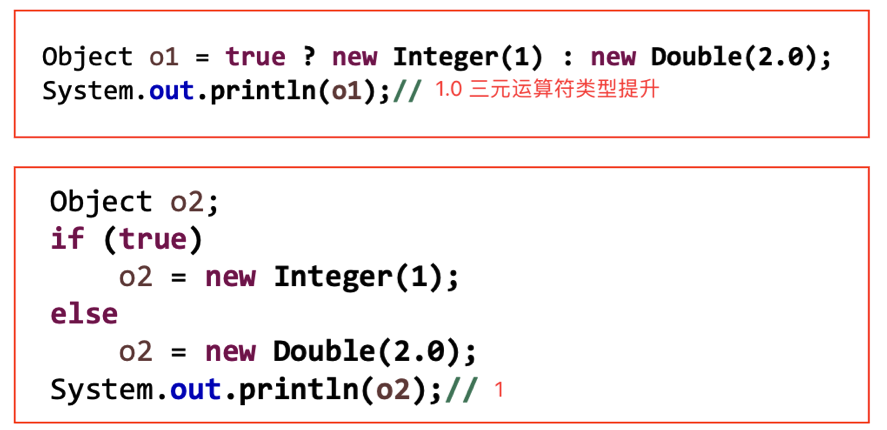 Object o1 = true ? new Integer(1) : new Double(2.0);
System.out.println(o1);// 1.0 三元运算符类型提升
Object o2;
if (true)
    o2 = new Integer(1);
else
    o2 = new Double(2.0);
System.out.println(o2);// 1